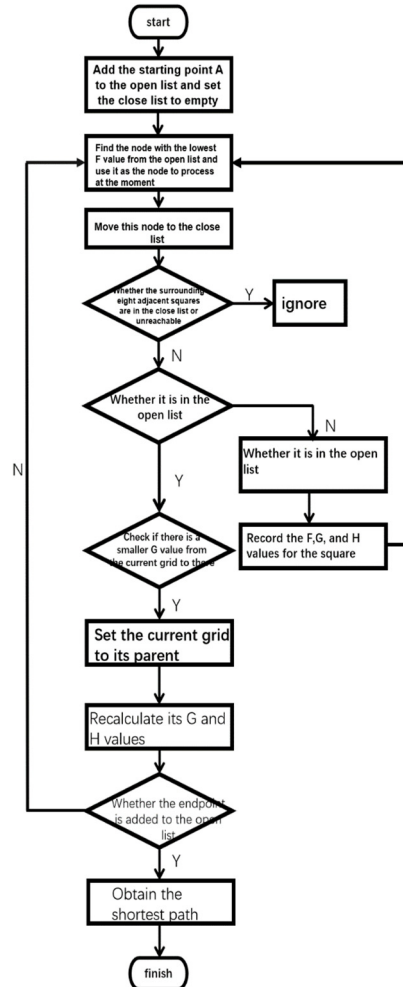 start
Add the starting point A
to the open list and set
the close list to empty
Find the node with the lowest
F value from the open list and
use it as the node to process
at the moment
Move this node to the close
list
Whether the surrounding
eight adjacent squares
are in the close list or
unreachable
Y
ignore
N
Whether it is in the
open list
N
Whether it is in the open
list
Y
N
Check if there is a
smaller G value from
the current grid to there
Record the F,G, and H
values for the square
Y
Set the current grid
to its parent
Recalculate its G and
H values
Whether the endpoint
is added to the open
list
Y
Obtain the
shortest path
finish